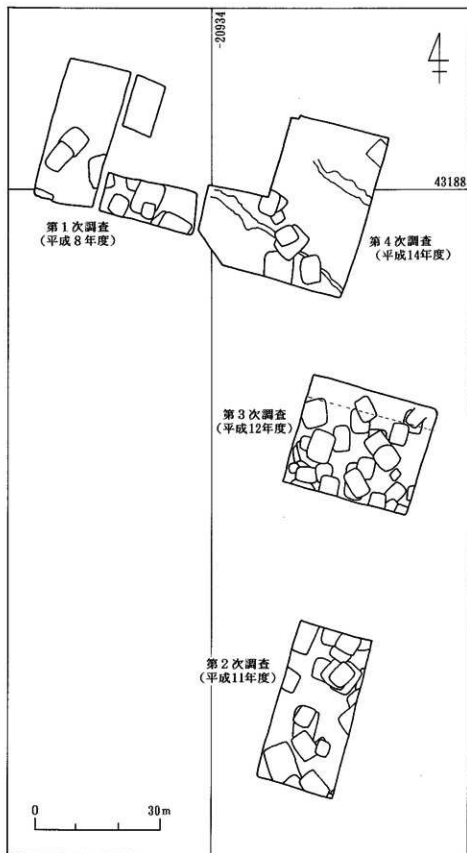 -20934
43188
第1次調査
(平成8年度)
第4次調査
(平成14年度)
第3次調査
(平成12年度)
第2次調査
(平成11年度)
0 30m